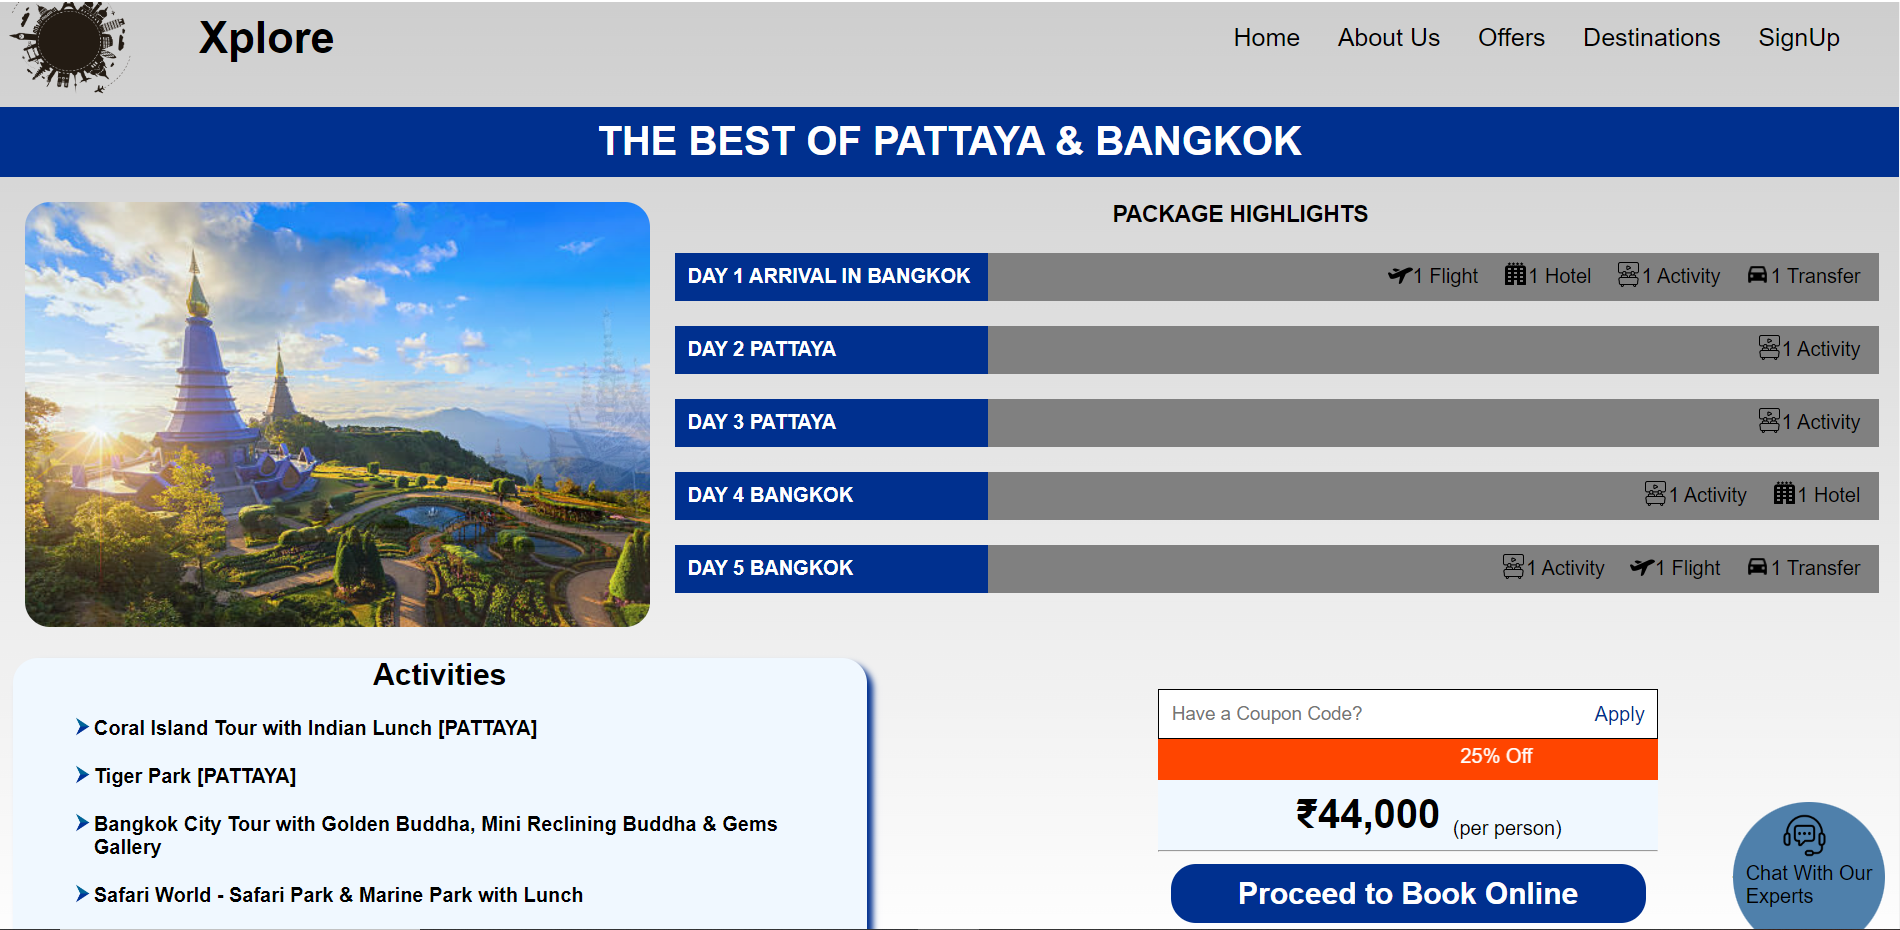 Xplore
Home About Us Offers Destinations SignUp
THE BEST OF PATTAYA & BANGKOK
PACKAGE HIGHLIGHTS
DAY 1 ARRIVAL IN BANGKOK 1 Flight 1 Hotel 1 Activity 1 Transfer
DAY 2 PATTAYA 1 Activity
DAY 3 PATTAYA 1 Activity
DAY 4 BANGKOK 1 Activity 1 Hotel
DAY 5 BANGKOK 1 Activity 1 Flight 1 Transfer
Activities
Coral Island Tour with Indian Lunch [PATTAYA]
Tiger Park [PATTAYA]
Bangkok City Tour with Golden Buddha, Mini Reclining Buddha & Gems
Gallery
Safari World - Safari Park & Marine Park with Lunch
Have a Coupon Code? Apply
25% Off
₹44,000 (per person)
Proceed to Book Online
Chat With Our
Experts